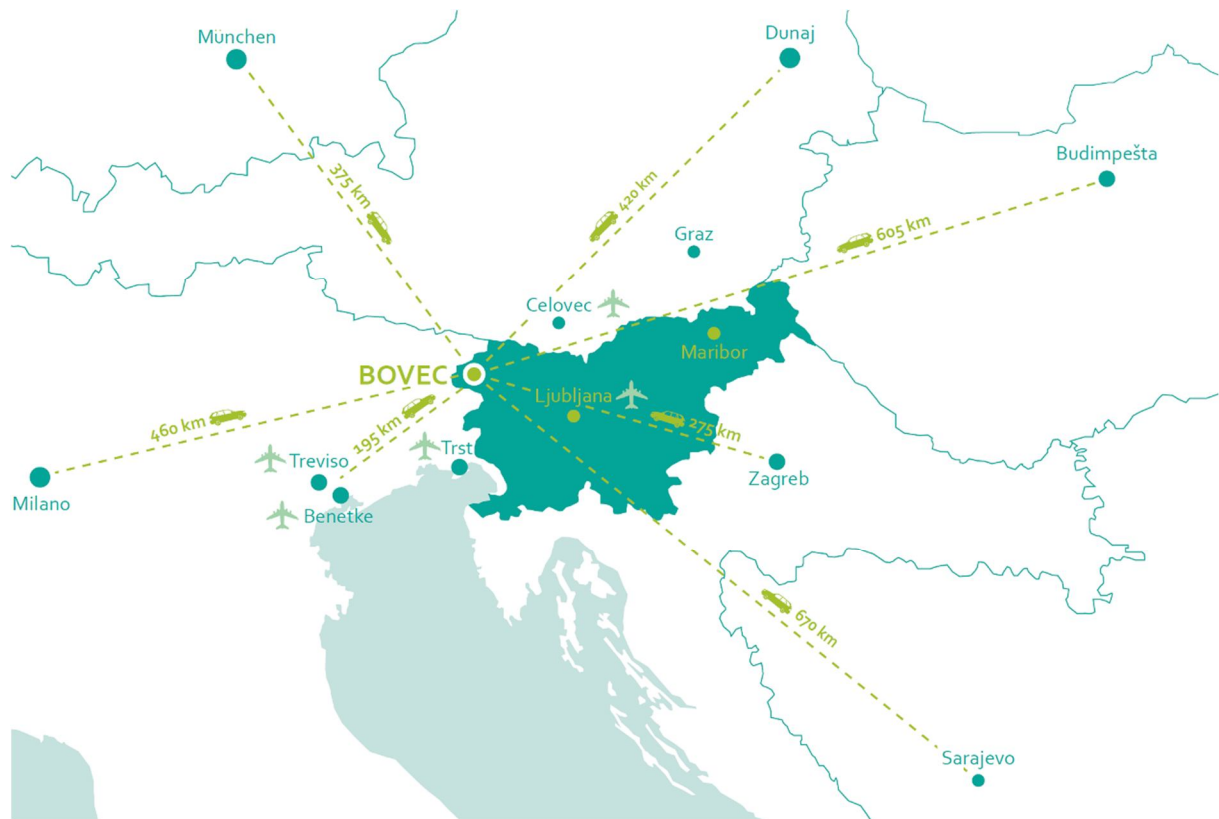 München
Dunaj
Budimpešta
375 km
420 km
605 km
Graz
Celovec
Maribor
BOVEC
Ljubljana
460 km
195 km
275 km
Trst
Treviso
Zagreb
Milano
Benetke
670 km
Sarajevo